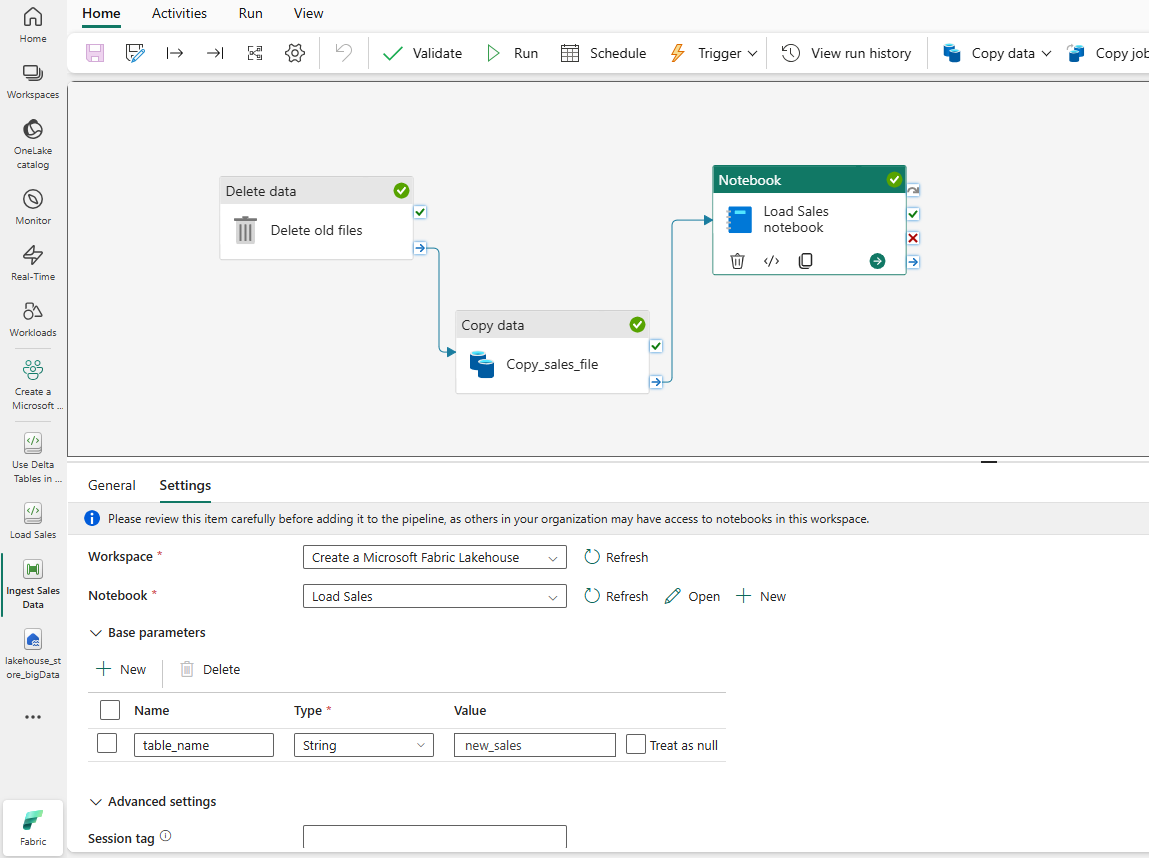 Home
Activities
Run
View
Validate
Run
Schedule
Trigger
View run history
Copy data
Copy job
Home
Workspaces
OneLake
catalog
Monitor
Real-Time
Workloads
Create a
Microsoft ...
Use Delta
Tables in ...
Load Sales
Ingest Sales
Data
lakehouse_st
ore_bigData
Fabric
Delete data
Delete old files
Copy data
Copy_sales_file
Notebook
Load Sales
notebook
General
Settings
Please review this item carefully before adding it to the pipeline, as others in your organization may have access to notebooks in this workspace.
Workspace *
Create a Microsoft Fabric Lakehouse
Refresh
Notebook *
Load Sales
Refresh
Open
New
Base parameters
New
Delete
Name
Type *
Value
table_name
String
new_sales
Treat as null
Advanced settings
Session tag